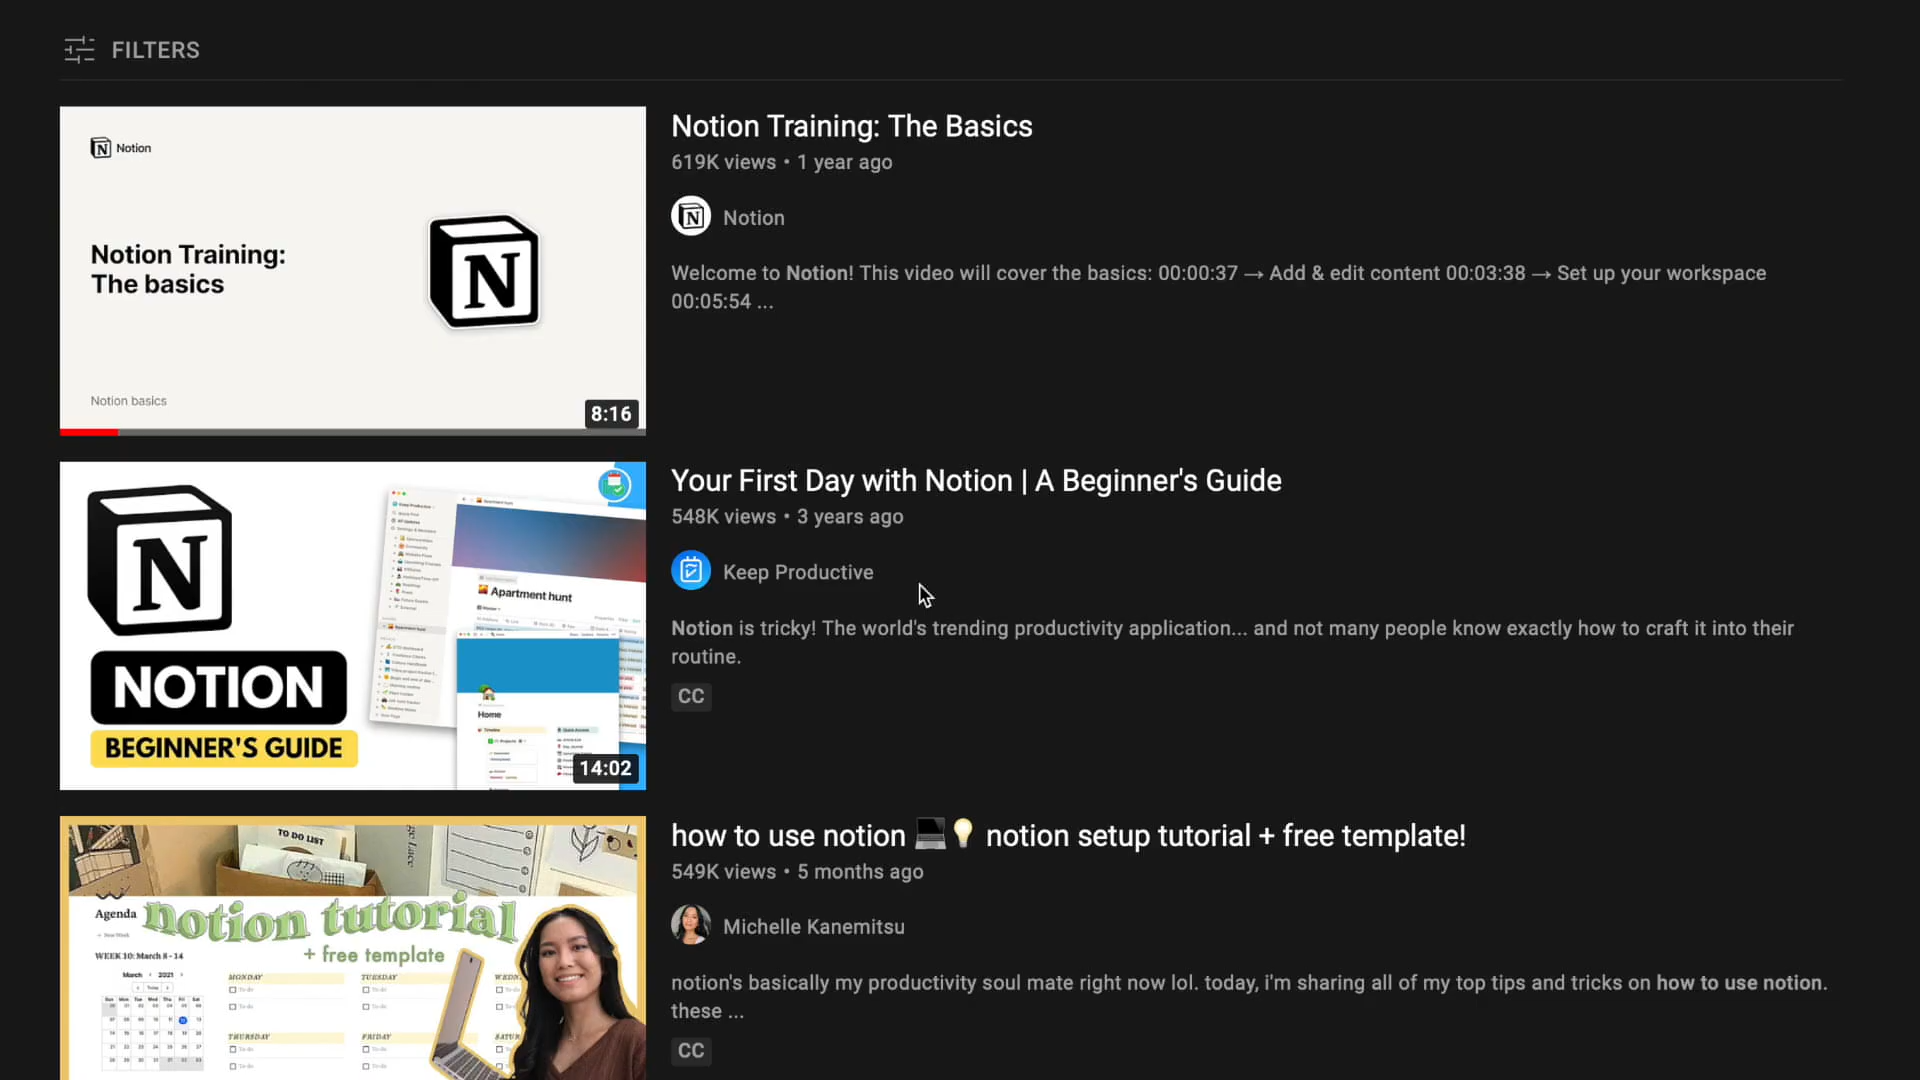 FILTERS
Notion
Notion Training:
The basics
Notion basics
8:16
Notion Training: The Basics
619K views • 1 year ago
Notion
Welcome to Notion! This video will cover the basics: 00:00:37 → Add & edit content 00:03:38 → Set up your workspace
00:05:54 ...
NOTION
BEGINNER'S GUIDE
Apartment hunt
Home
14:02
Your First Day with Notion | A Beginner's Guide
548K views • 3 years ago
Keep Productive
Notion is tricky! The world's trending productivity application... and not many people know exactly how to craft it into their
routine.
CC
TO DO LIST
Agenda
notion tutorial
+ free template
WEEK 10: March 8 - 14
March 2021
MONDAY
TUESDAY
THURSDAY
FRIDAY
how to use notion 💻💡 notion setup tutorial + free template!
549K views • 5 months ago
Michelle Kanemitsu
notion's basically my productivity soul mate right now lol. today, i'm sharing all of my top tips and tricks on how to use notion.
these ...
CC